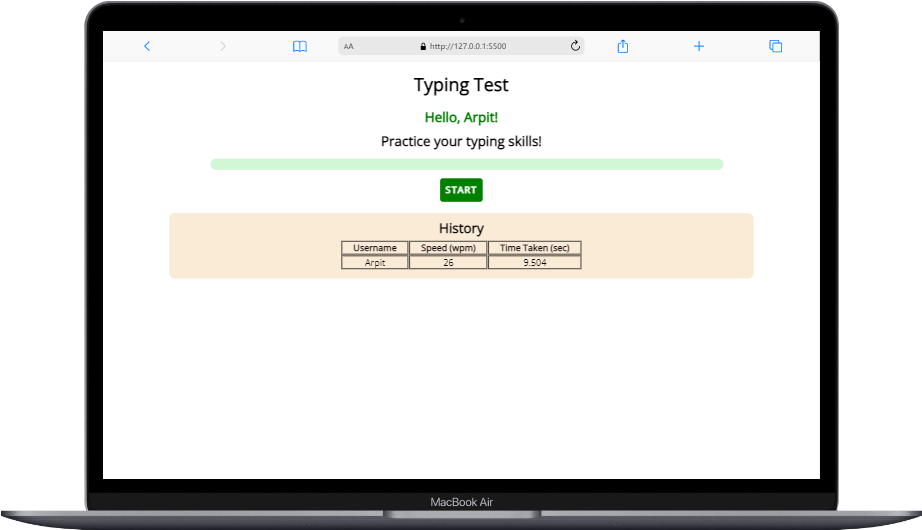 AA http://127.0.0.1:5500
Typing Test
Hello, Arpit!
Practice your typing skills!
START
History
Username Speed (wpm) Time Taken (sec)
Arpit 26 9.504
MacBook Air